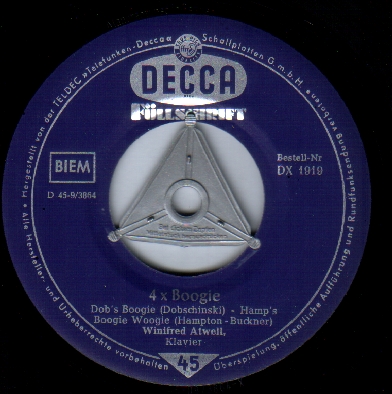 Hergestellt von der TELDEC »Telefunken-Decca« Schallplatten G.m.b.H.
DECCA
FÜLLSCHRIFT
BIEM
Bestell-Nr
DX 1919
D 45-9/3864
4 x Boogie
Dob's Boogie (Dobschinski) - Hamp's
Boogie Woogie (Hampton-Buckner)
Winifred Atwell,
Klavier
45
Alle Hersteller- und Urheberrechte vorbehalten
Überspielung, öffentliche Aufführung und Rundfunksendung verboten